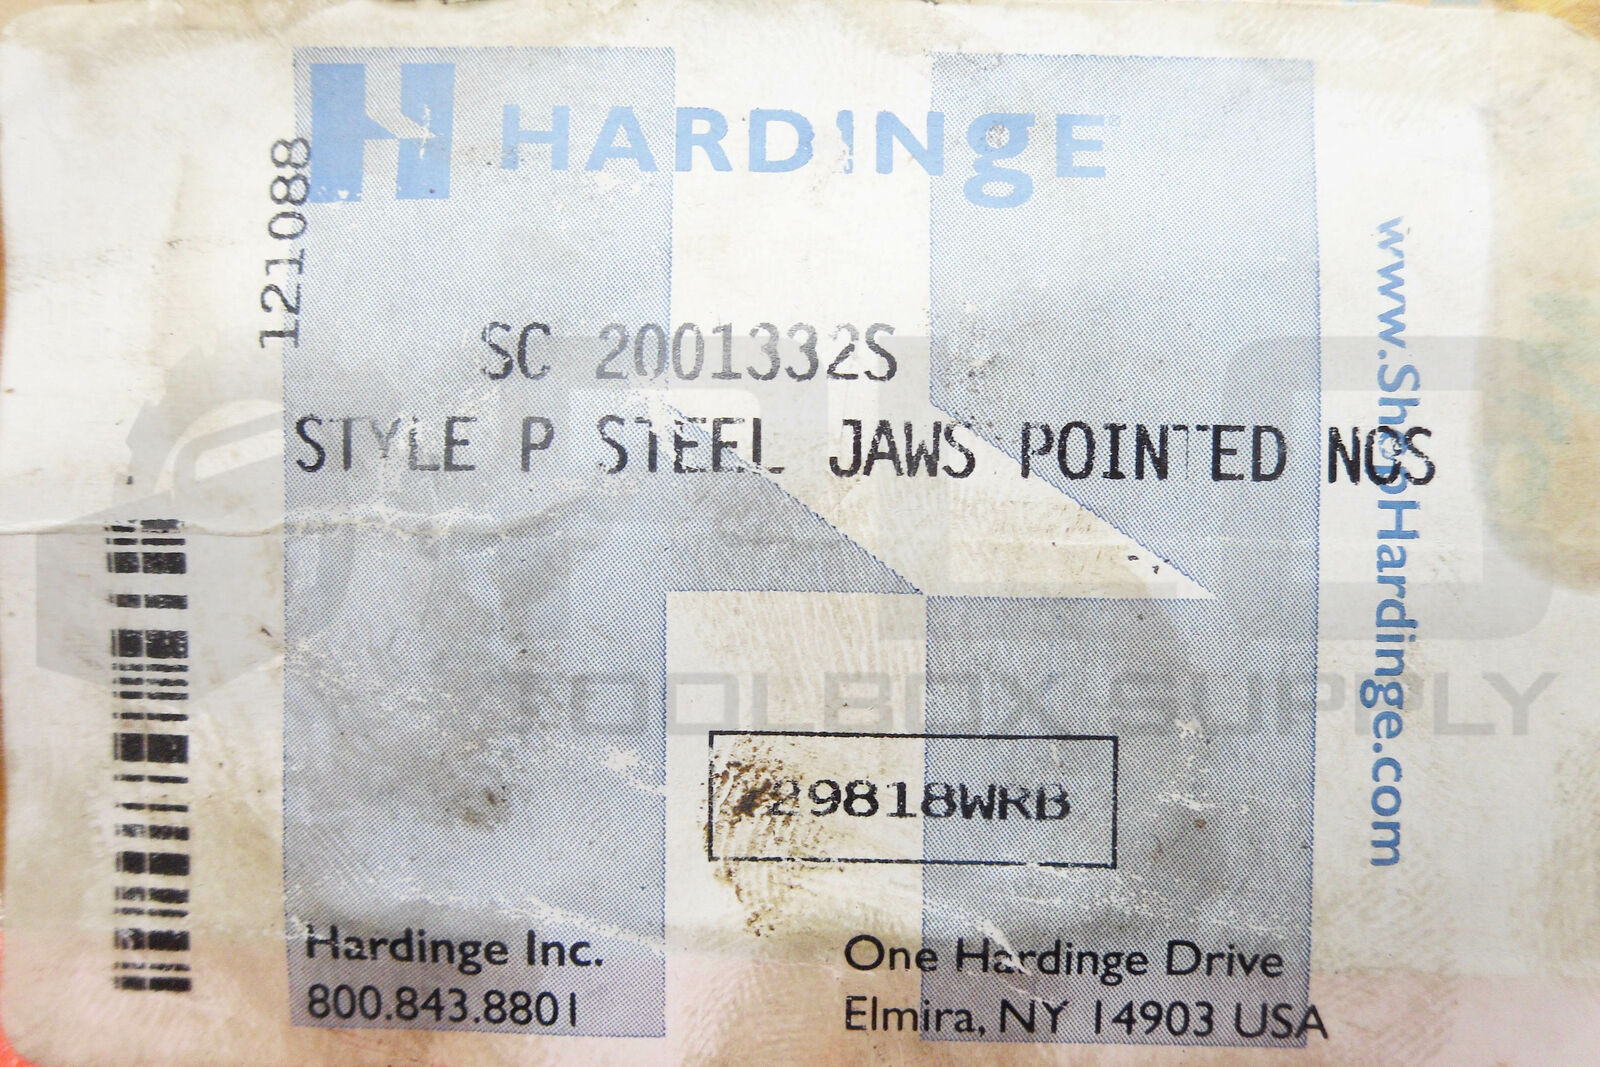 HARDINGE
121088
SC 2001332S
STYLE P STEEL JAWS POINTED NOS
www.ShopHardinge.com
TOOLBOX SUPPLY
Hardinge Inc.
800.843.8801
One Hardinge Drive
Elmira, NY 14903 USA